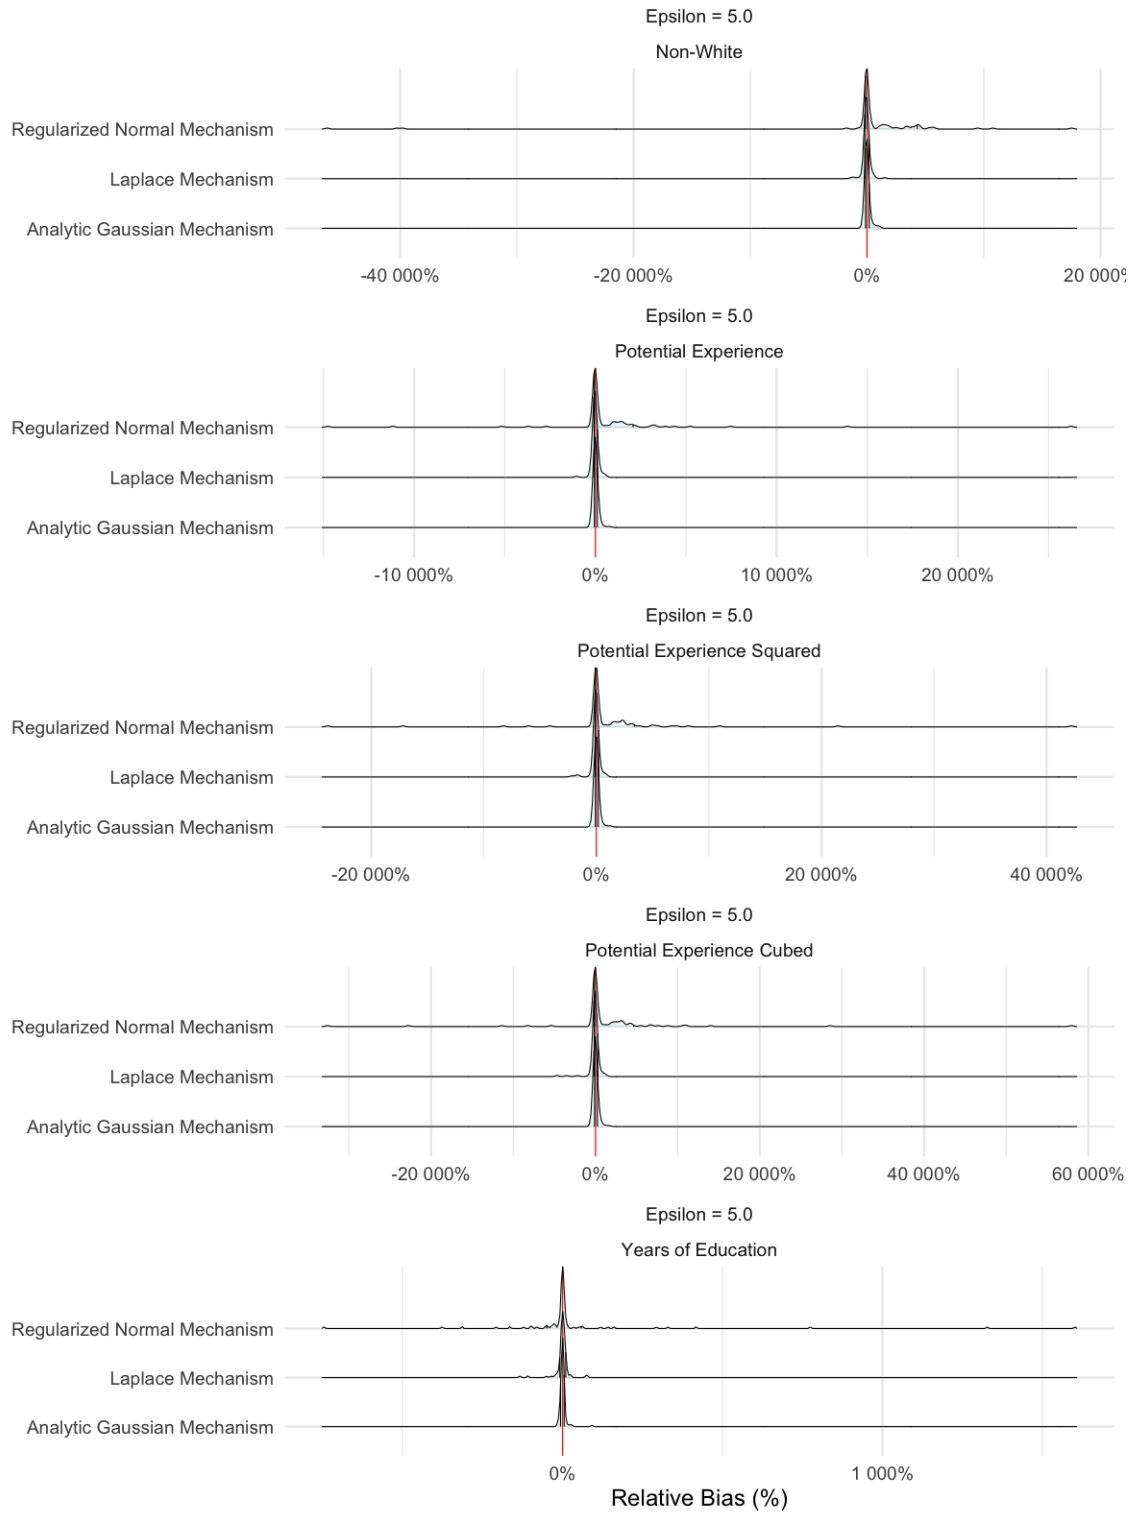 Epsilon = 5.0
Non-White
Regularized Normal Mechanism
Laplace Mechanism
Analytic Gaussian Mechanism
-40 000% -20 000% 0% 20 000%
Epsilon = 5.0
Potential Experience
Regularized Normal Mechanism
Laplace Mechanism
Analytic Gaussian Mechanism
-10 000% 0% 10 000% 20 000%
Epsilon = 5.0
Potential Experience Squared
Regularized Normal Mechanism
Laplace Mechanism
Analytic Gaussian Mechanism
-20 000% 0% 20 000% 40 000%
Epsilon = 5.0
Potential Experience Cubed
Regularized Normal Mechanism
Laplace Mechanism
Analytic Gaussian Mechanism
-20 000% 0% 20 000% 40 000% 60 000%
Epsilon = 5.0
Years of Education
Regularized Normal Mechanism
Laplace Mechanism
Analytic Gaussian Mechanism
0% 1 000%
Relative Bias (%)